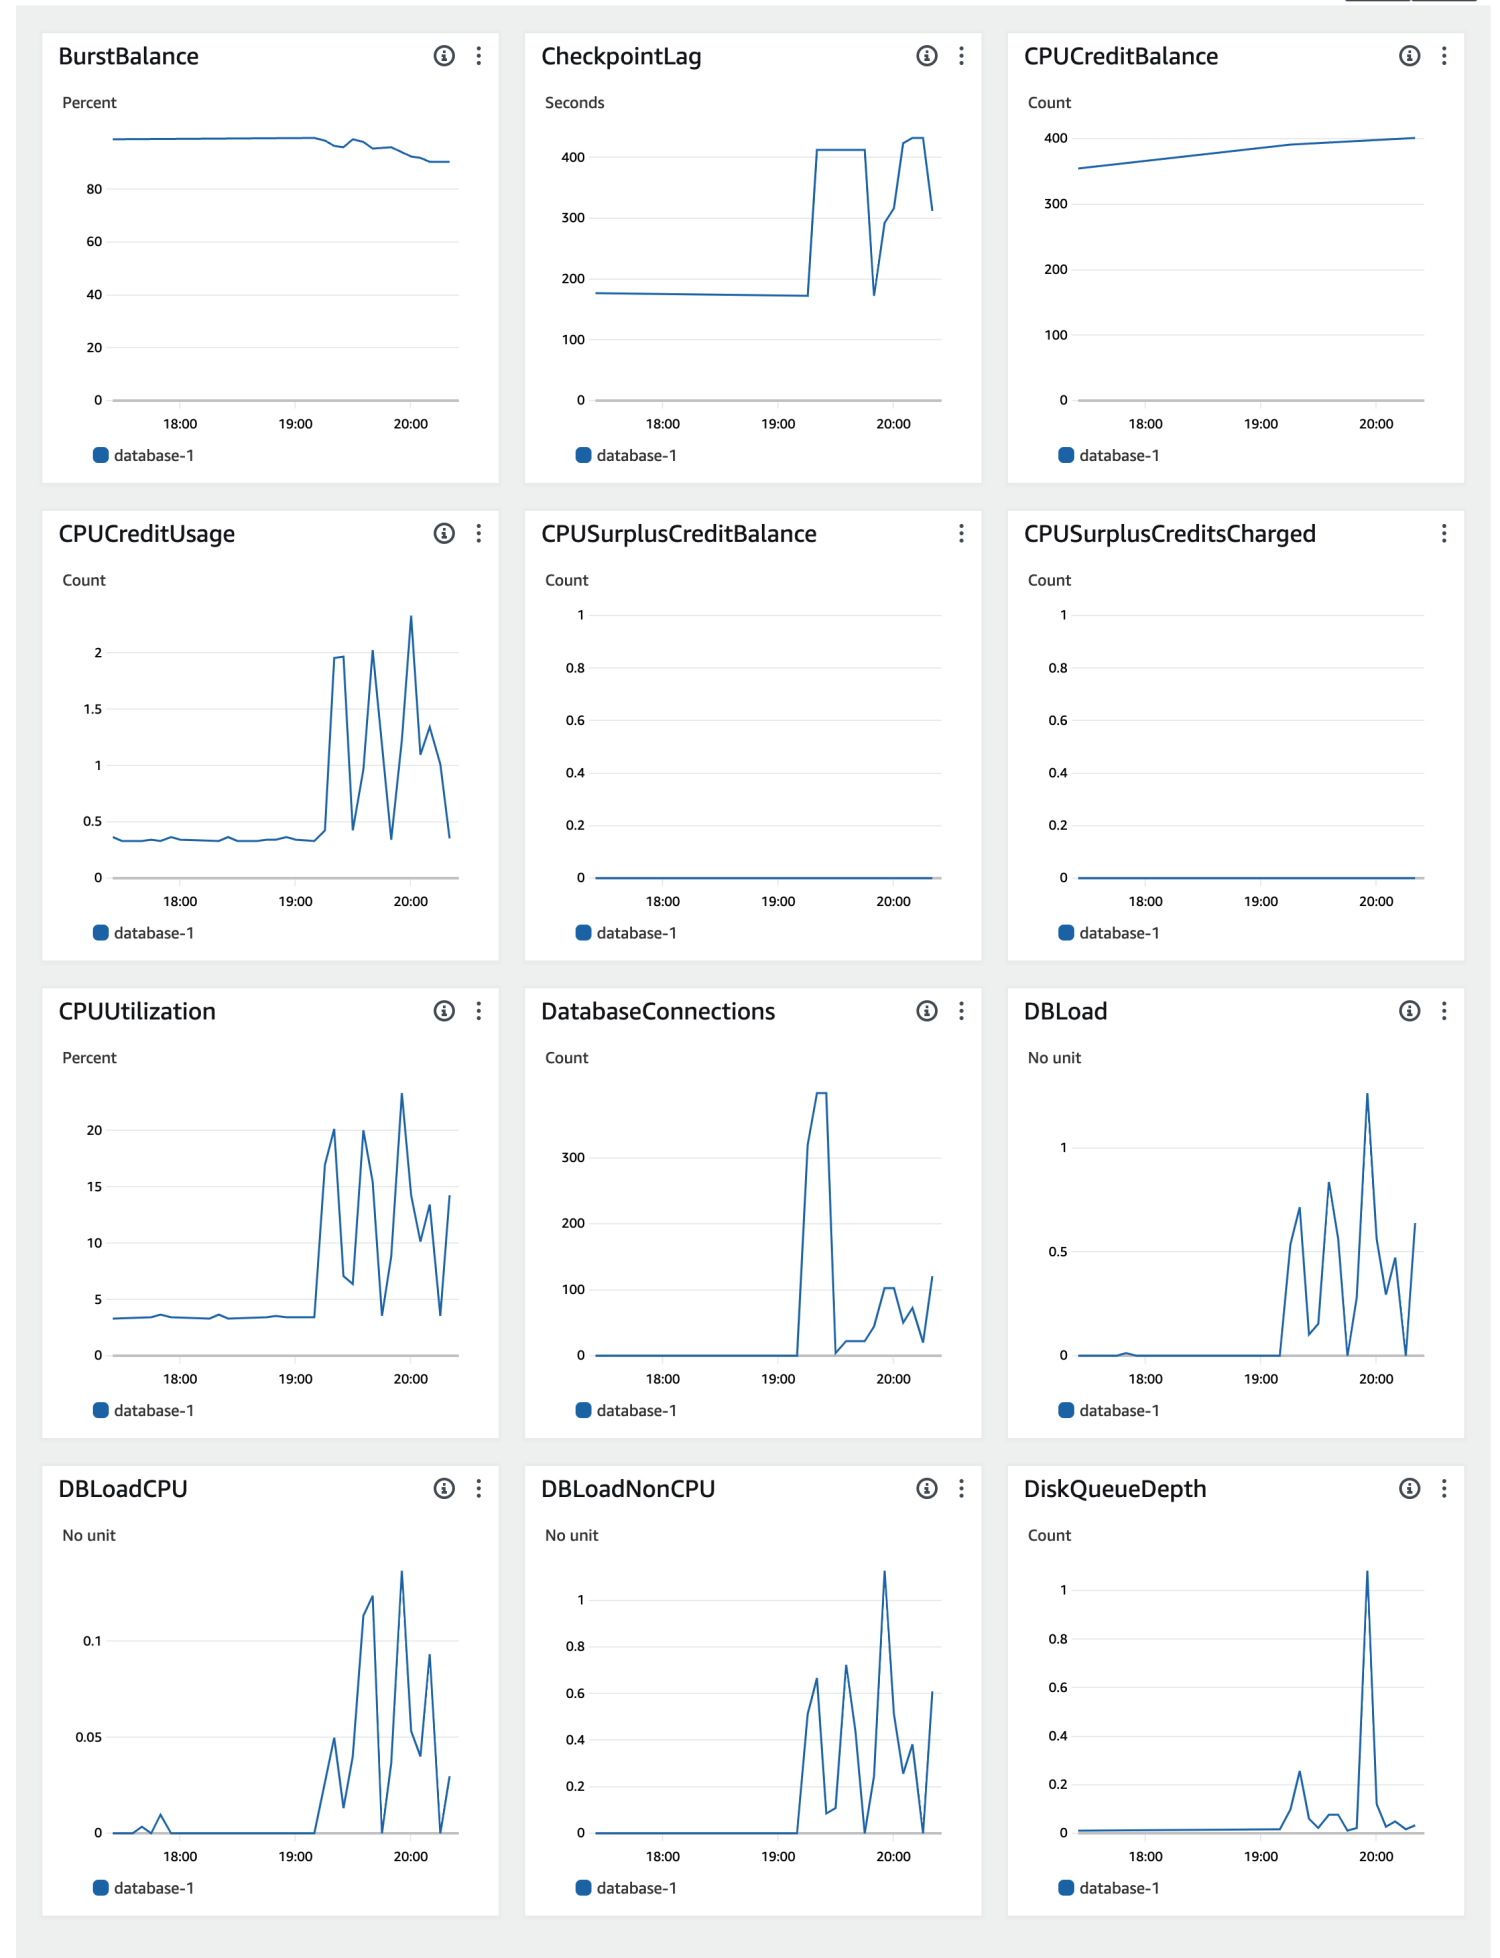 BurstBalance
Percent
80
60
40
20
0
18:00 19:00 20:00
database-1
CheckpointLag
Seconds
400
300
200
100
0
18:00 19:00 20:00
database-1
CPUCreditBalance
Count
400
300
200
100
0
18:00 19:00 20:00
database-1
CPUCreditUsage
Count
2
1.5
1
0.5
0
18:00 19:00 20:00
database-1
CPUSurplusCreditBalance
Count
1
0.8
0.6
0.4
0.2
0
18:00 19:00 20:00
database-1
CPUSurplusCreditsCharged
Count
1
0.8
0.6
0.4
0.2
0
18:00 19:00 20:00
database-1
CPUUtilization
Percent
20
15
10
5
0
18:00 19:00 20:00
database-1
DatabaseConnections
Count
300
200
100
0
18:00 19:00 20:00
database-1
DBLoad
No unit
1
0.5
0
18:00 19:00 20:00
database-1
DBLoadCPU
No unit
0.1
0.05
0
18:00 19:00 20:00
database-1
DBLoadNonCPU
No unit
1
0.8
0.6
0.4
0.2
0
18:00 19:00 20:00
database-1
DiskQueueDepth
Count
1
0.8
0.6
0.4
0.2
0
18:00 19:00 20:00
database-1